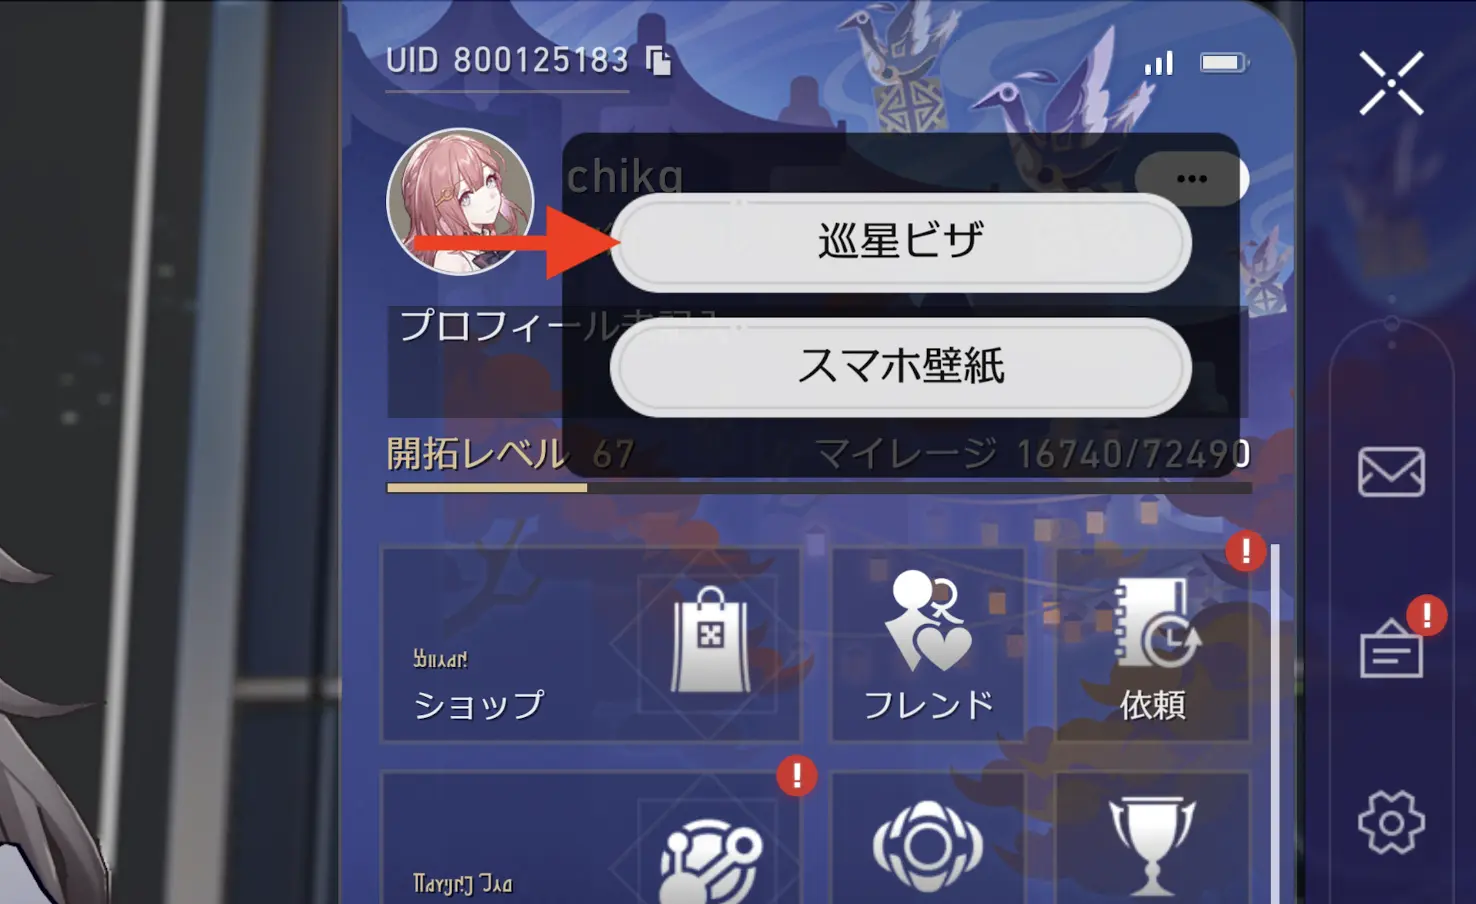 UID 800125183
chika
巡星ビザ
プロフィール
スマホ壁紙
開拓レベル 67
マイレージ 16740/72490
ショップ
フレンド
依頼